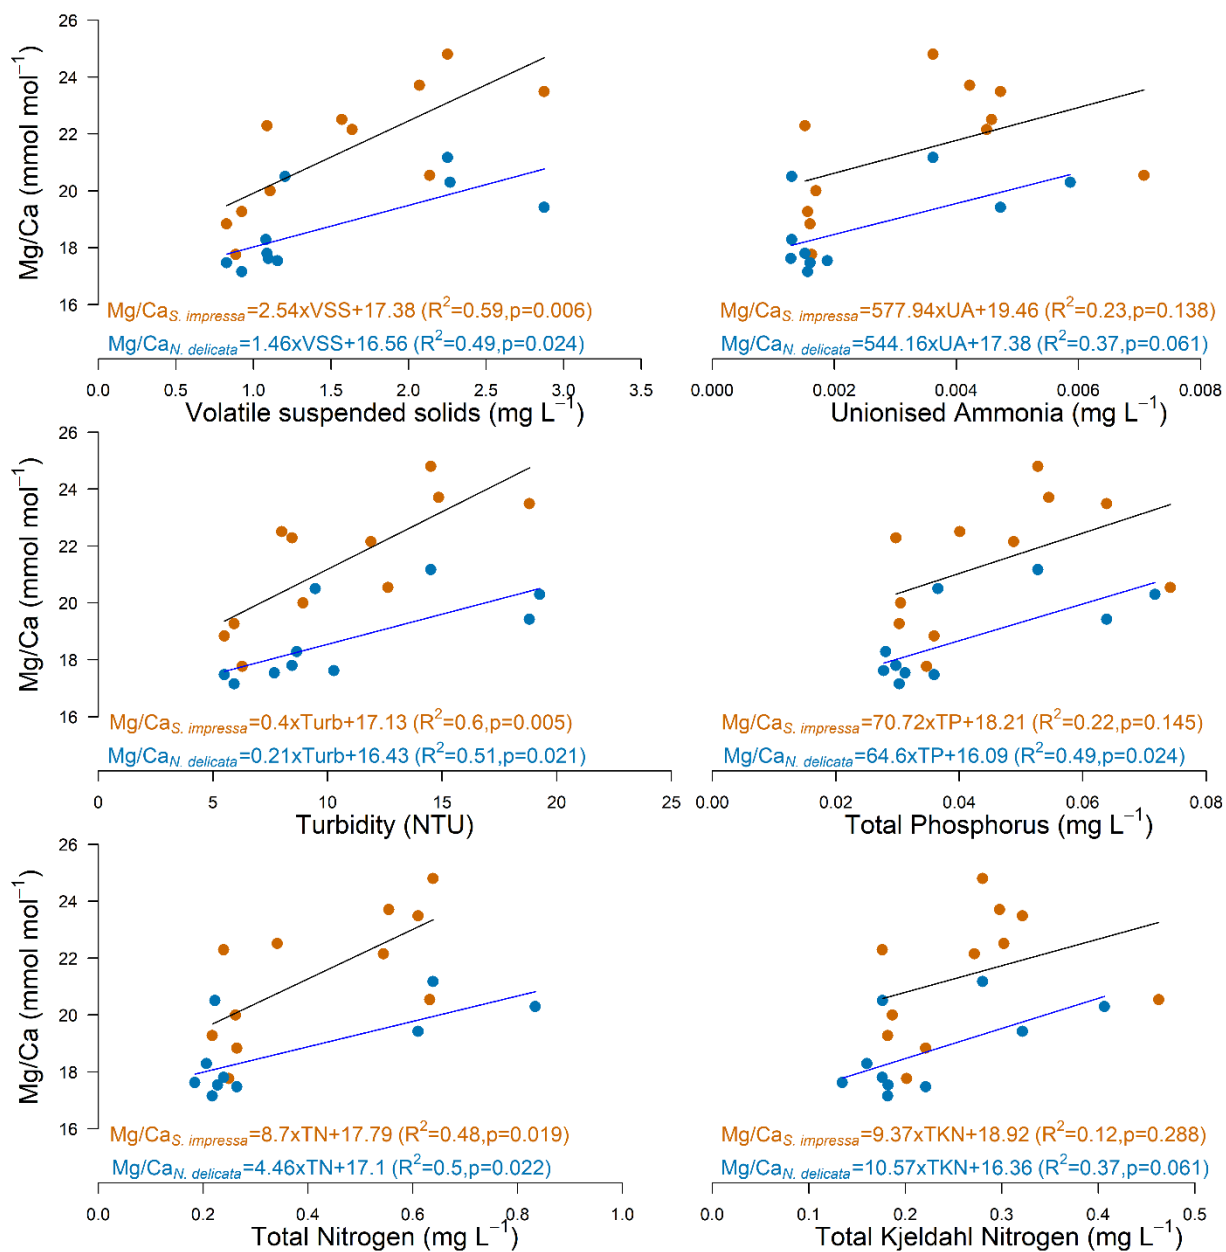 Mg/Ca (mmol mol⁻¹)
26
24
22
20
18
16
Mg/Ca_S. impressa=2.54xVSS+17.38 (R²=0.59,p=0.006)
Mg/Ca_N. delicata=1.46xVSS+16.56 (R²=0.49,p=0.024)
0.0 0.5 1.0 1.5 2.0 2.5 3.0 3.5
Volatile suspended solids (mg L⁻¹)
Mg/Ca_S. impressa=577.94xUA+19.46 (R²=0.23,p=0.138)
Mg/Ca_N. delicata=544.16xUA+17.38 (R²=0.37,p=0.061)
0.000 0.002 0.004 0.006 0.008
Unionised Ammonia (mg L⁻¹)
Mg/Ca (mmol mol⁻¹)
26
24
22
20
18
16
Mg/Ca_S. impressa=0.4xTurb+17.13 (R²=0.6,p=0.005)
Mg/Ca_N. delicata=0.21xTurb+16.43 (R²=0.51,p=0.021)
0 5 10 15 20 25
Turbidity (NTU)
Mg/Ca_S. impressa=70.72xTP+18.21 (R²=0.22,p=0.145)
Mg/Ca_N. delicata=64.6xTP+16.09 (R²=0.49,p=0.024)
0.00 0.02 0.04 0.06 0.08
Total Phosphorus (mg L⁻¹)
Mg/Ca (mmol mol⁻¹)
26
24
22
20
18
16
Mg/Ca_S. impressa=8.7xTN+17.79 (R²=0.48,p=0.019)
Mg/Ca_N. delicata=4.46xTN+17.1 (R²=0.5,p=0.022)
0.0 0.2 0.4 0.6 0.8 1.0
Total Nitrogen (mg L⁻¹)
Mg/Ca_S. impressa=9.37xTKN+18.92 (R²=0.12,p=0.288)
Mg/Ca_N. delicata=10.57xTKN+16.36 (R²=0.37,p=0.061)
0.0 0.1 0.2 0.3 0.4 0.5
Total Kjeldahl Nitrogen (mg L⁻¹)